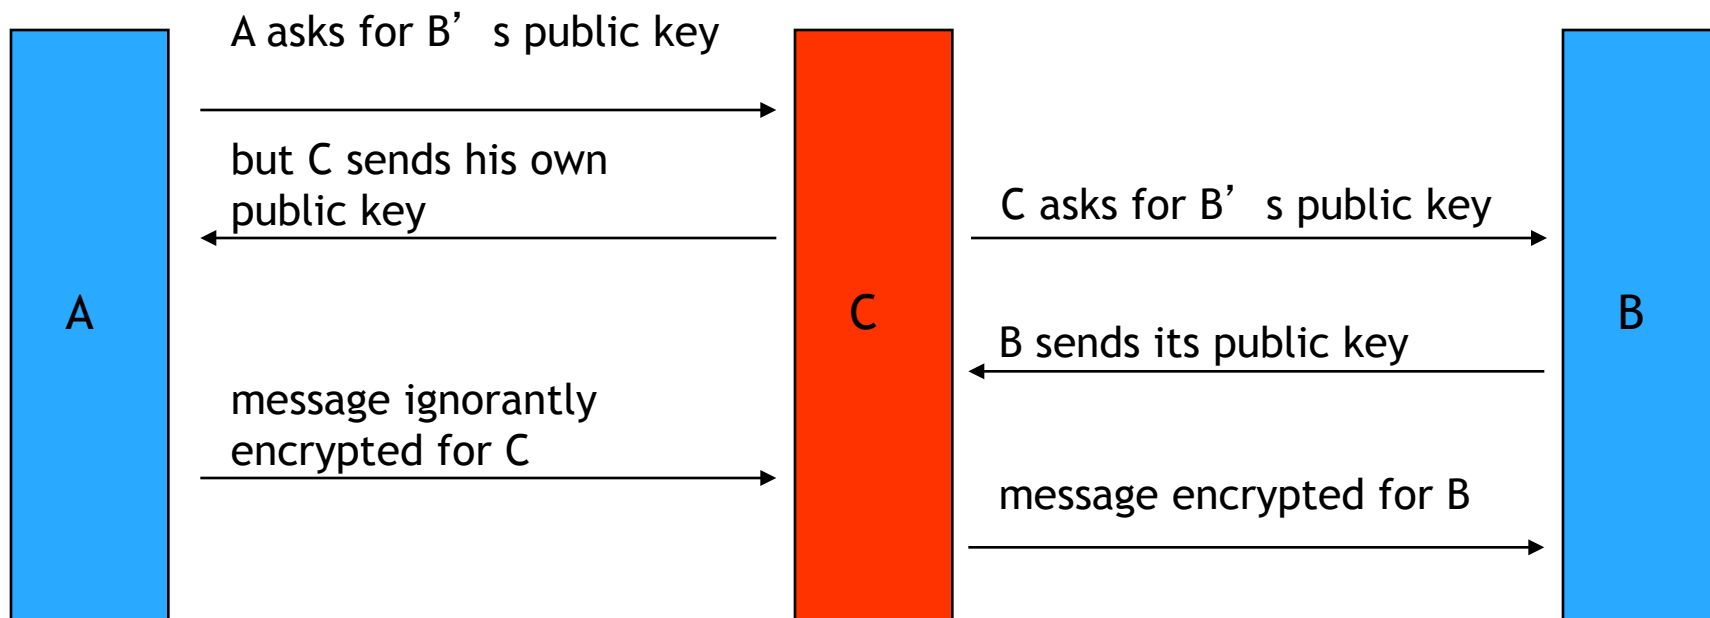 A asks for B’ s public key
but C sends his own
public key
C asks for B’ s public key
A
C
B
B sends its public key
message ignorantly
encrypted for C
message encrypted for B